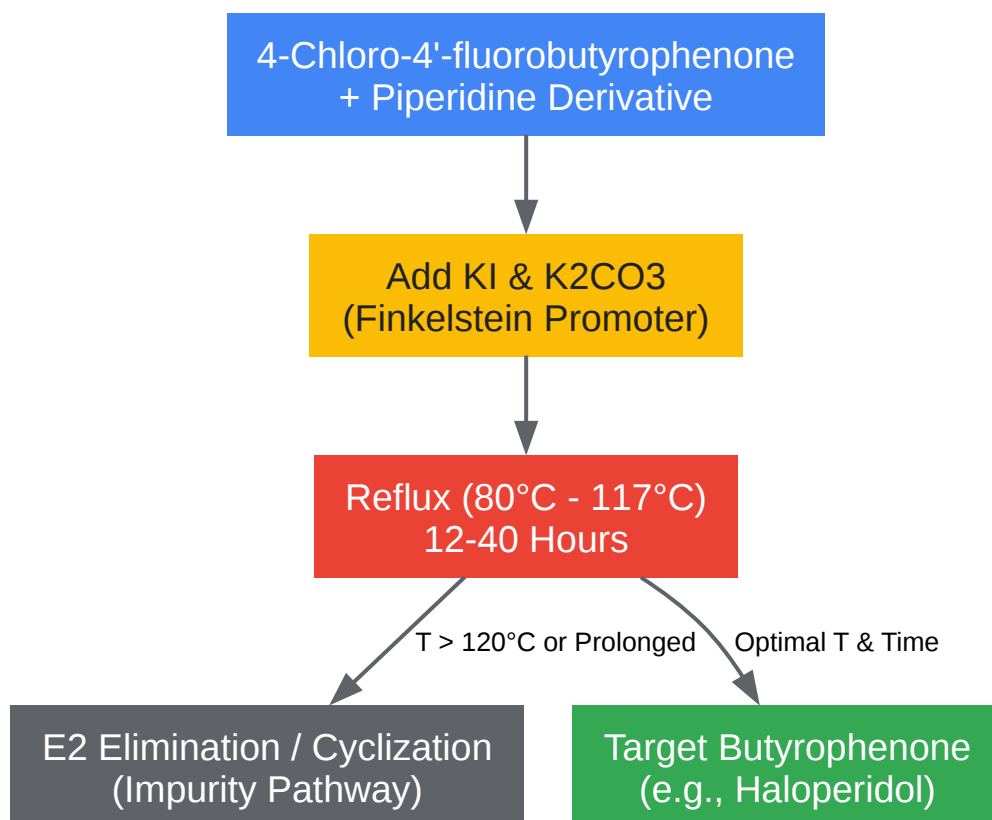 4-Chloro-4'-fluorobutyrophenone
+ Piperidine Derivative
Add KI & K2CO3
(Finkelstein Promoter)
Reflux (80°C - 117°C)
12-40 Hours
T > 120°C or Prolonged
Optimal T & Time
E2 Elimination / Cyclization
(Impurity Pathway)
Target Butyrophenone
(e.g., Haloperidol)